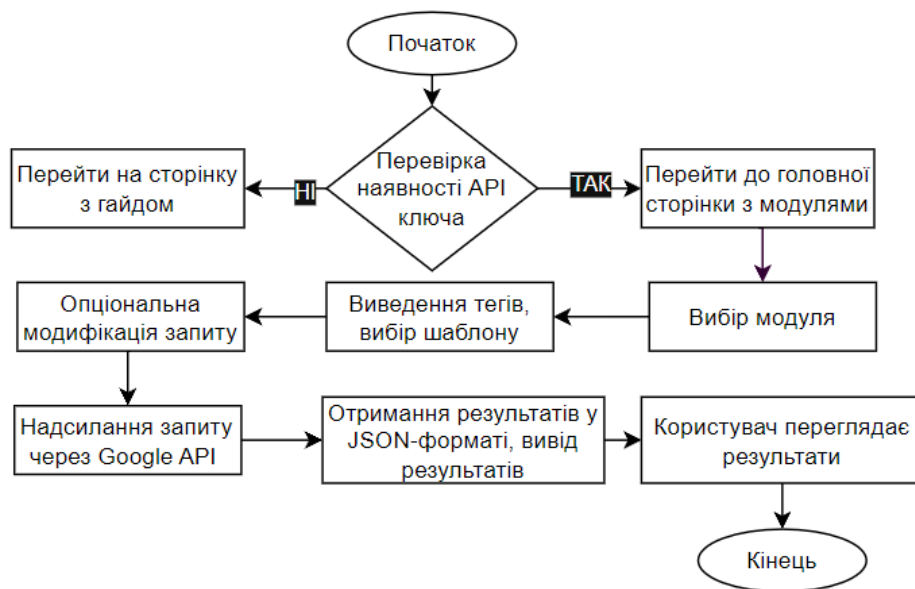 Початок
Перевірка
наявності API
ключа
НІ
Перейти на сторінку
з гайдом
ТАК
Перейти до головної
сторінки з модулями
Вибір модуля
Виведення тегів,
вибір шаблону
Опціональна
модифікація запиту
Надсилання запиту
через Google API
Отримання результатів у
JSON-форматі, вивід
результатів
Користувач переглядає
результати
Кінець